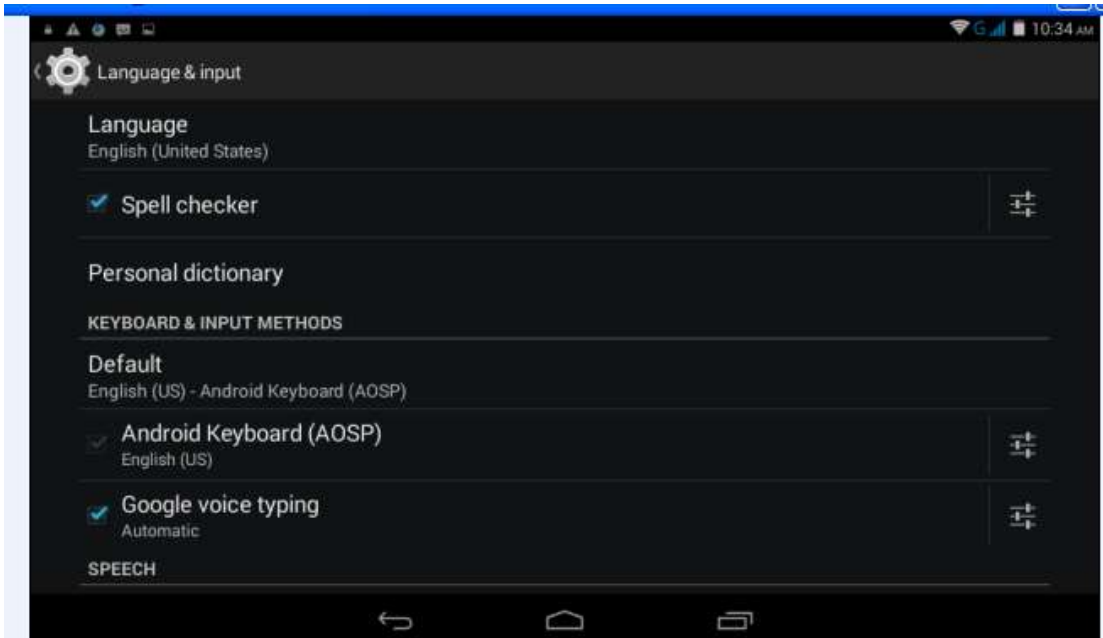 G 10:34 AM
Language & input
Language
English (United States)
Spell checker
Personal dictionary
KEYBOARD & INPUT METHODS
Default
English (US) - Android Keyboard (AOSP)
Android Keyboard (AOSP)
English (US)
Google voice typing
Automatic
SPEECH